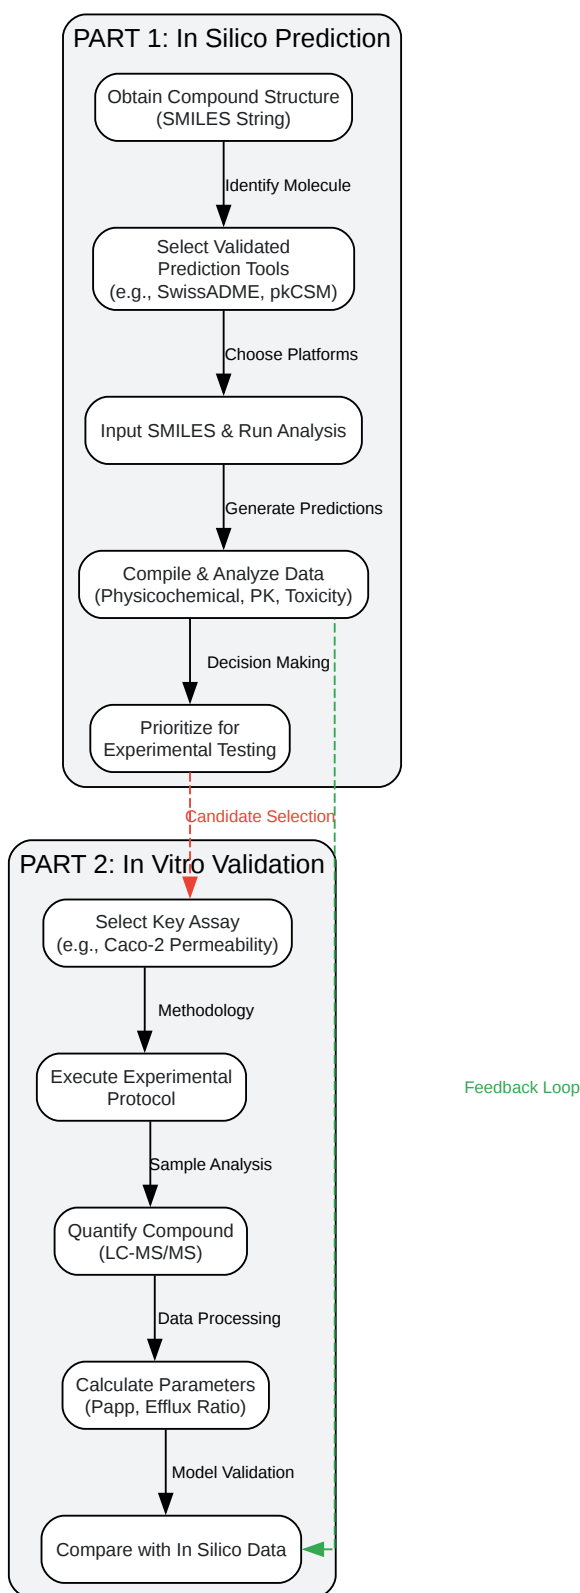 PART 1: In Silico Prediction
Obtain Compound Structure
(SMILES String)
Identify Molecule
Select Validated
Prediction Tools
(e.g., SwissADME, pkCSM)
Choose Platforms
Input SMILES & Run Analysis
Generate Predictions
Compile & Analyze Data
(Physicochemical, PK, Toxicity)
Decision Making
Prioritize for
Experimental Testing
Candidate Selection
PART 2: In Vitro Validation
Select Key Assay
(e.g., Caco-2 Permeability)
Methodology
Execute Experimental
Protocol
Feedback Loop
Sample Analysis
Quantify Compound
(LC-MS/MS)
Data Processing
Calculate Parameters
(Papp, Efflux Ratio)
Model Validation
Compare with In Silico Data